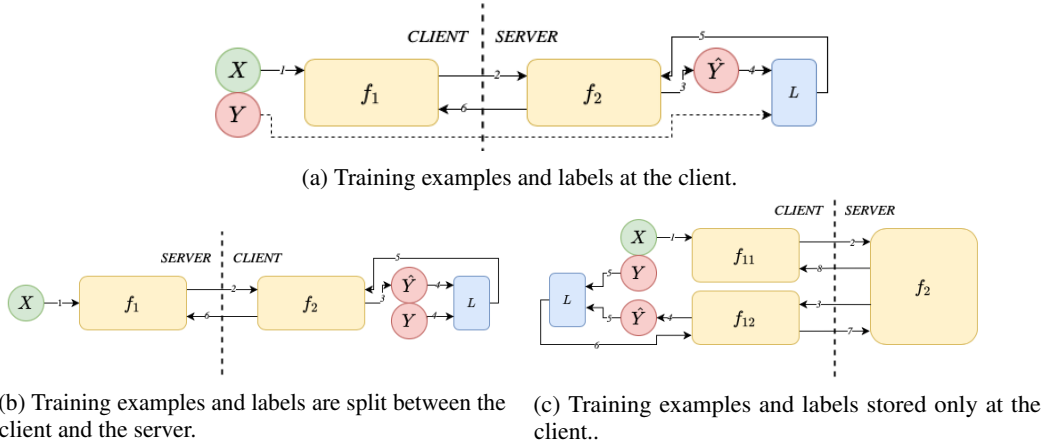 CLIENT SERVER
X 1 f1 2 f2 3 Ŷ 4 L 5
Y 6
(a) Training examples and labels at the client.
SERVER CLIENT
X 1 f1 2 f2 3 Ŷ 4 L 5
6 Y 4
(b) Training examples and labels are split between the
client and the server.
CLIENT SERVER
X 1 f11 2 f2
Y 5 8
L 3
Ŷ 5 4 f12 7
6
(c) Training examples and labels stored only at the
client..